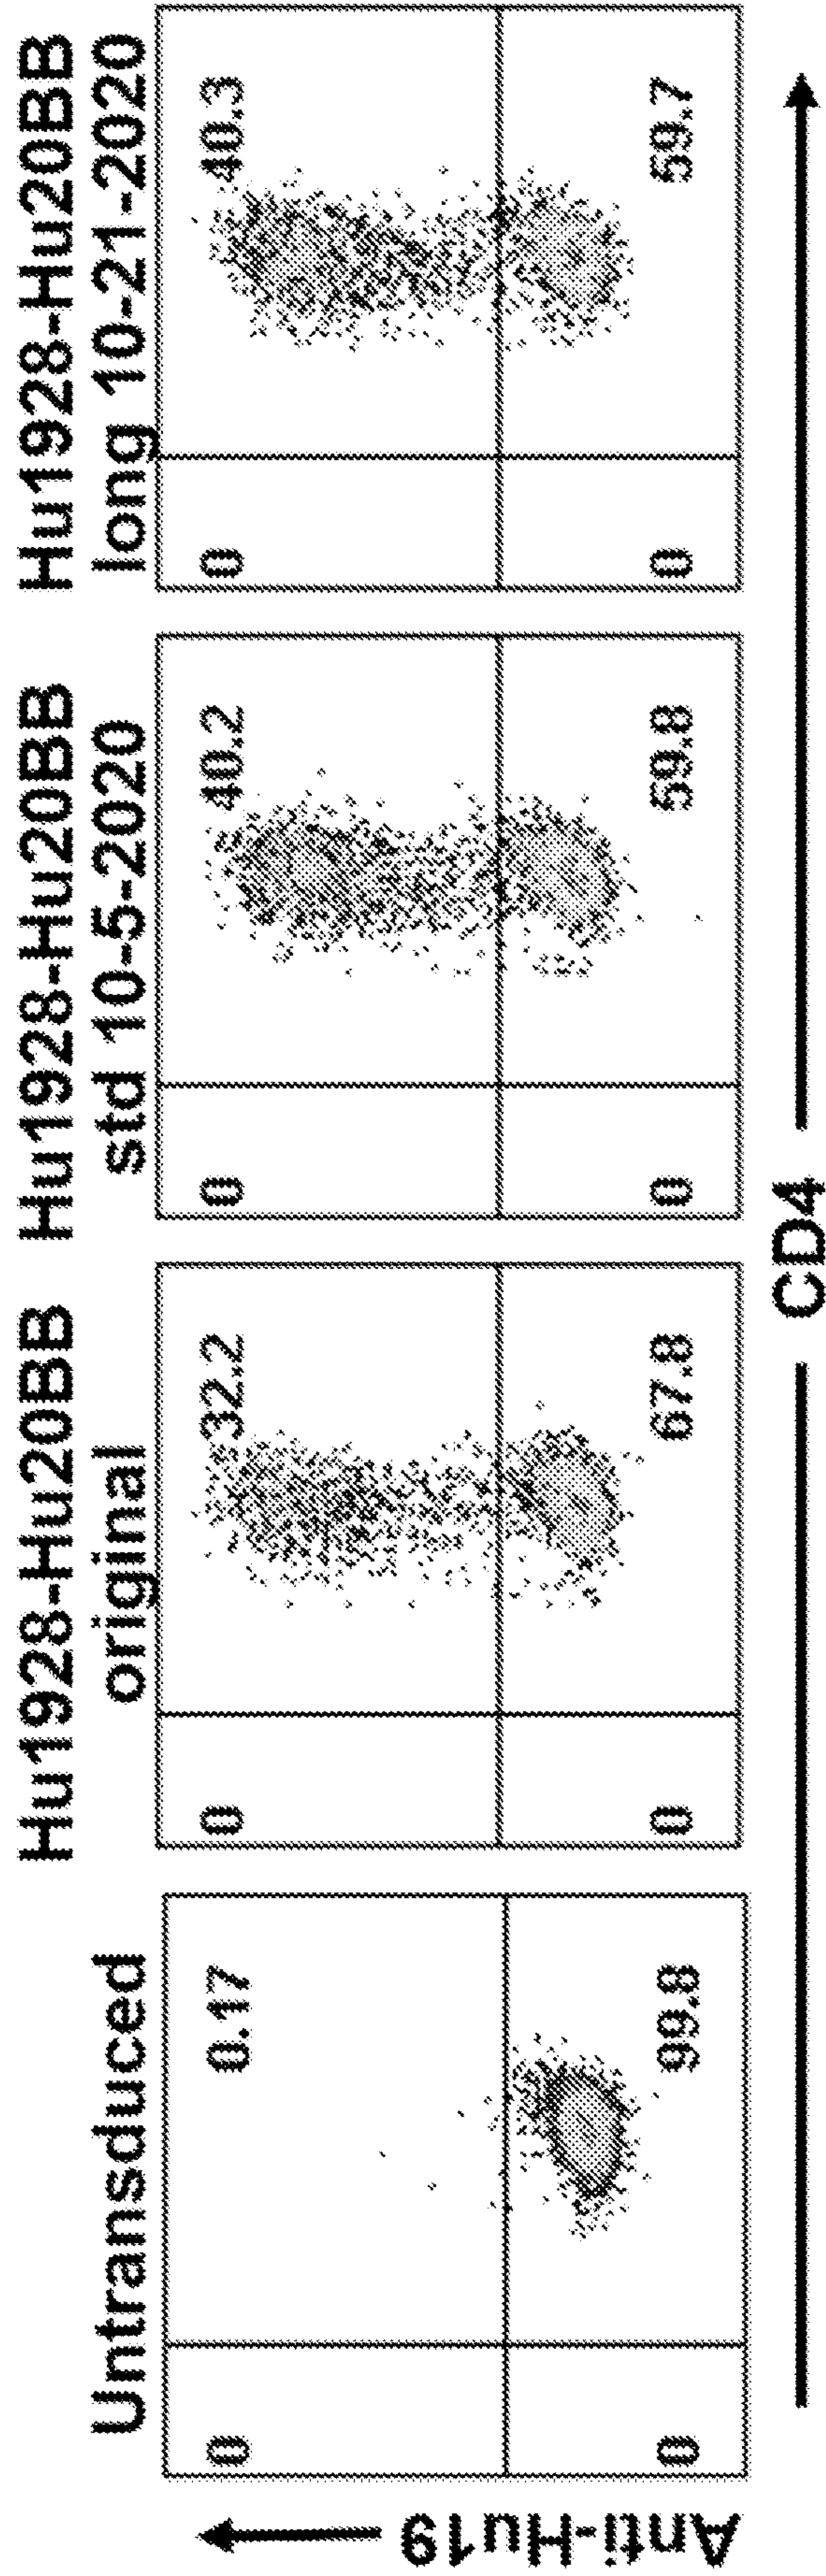 Untransduced
Hu1928-Hu20BB
original
Hu1928-Hu20BB
std 10-5-2020
Hu1928-Hu20BB
long 10-21-2020
0
0.17
0
99.8
0
32.2
0
67.8
0
40.2
0
59.8
0
40.3
0
59.7
Anti-Hu19
CD4